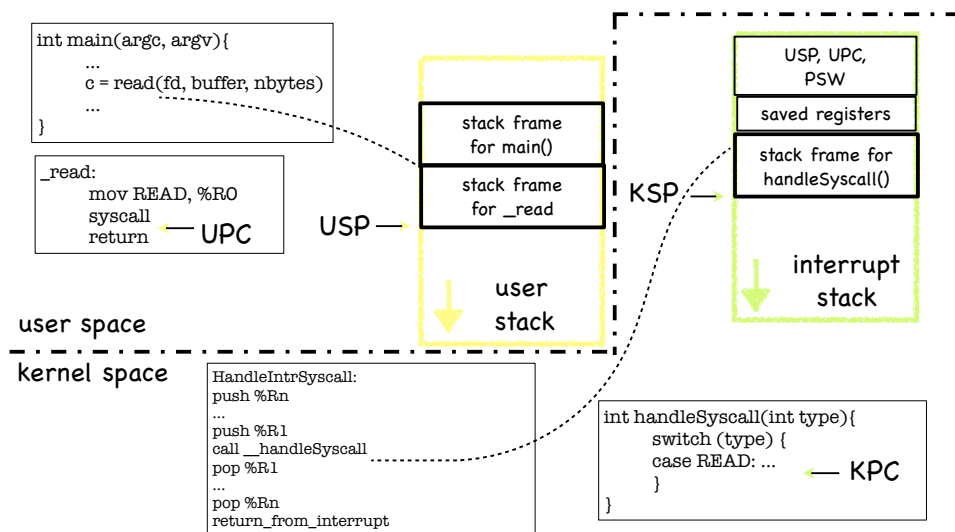 int main(argc, argv){
...
c = read(fd, buffer, nbytes)
...
}
_read:
mov READ, %R0
syscall
return
UPC
USP
stack frame
for main()
stack frame
for _read
user
stack
USP, UPC,
PSW
saved registers
stack frame for
handleSyscall()
KSP
interrupt
stack
user space
kernel space
HandleIntrSyscall:
push %Rn
...
push %R1
call __handleSyscall
pop %R1
...
pop %Rn
return_from_interrupt
int handleSyscall(int type){
switch (type) {
case READ: ...
}
}
KPC